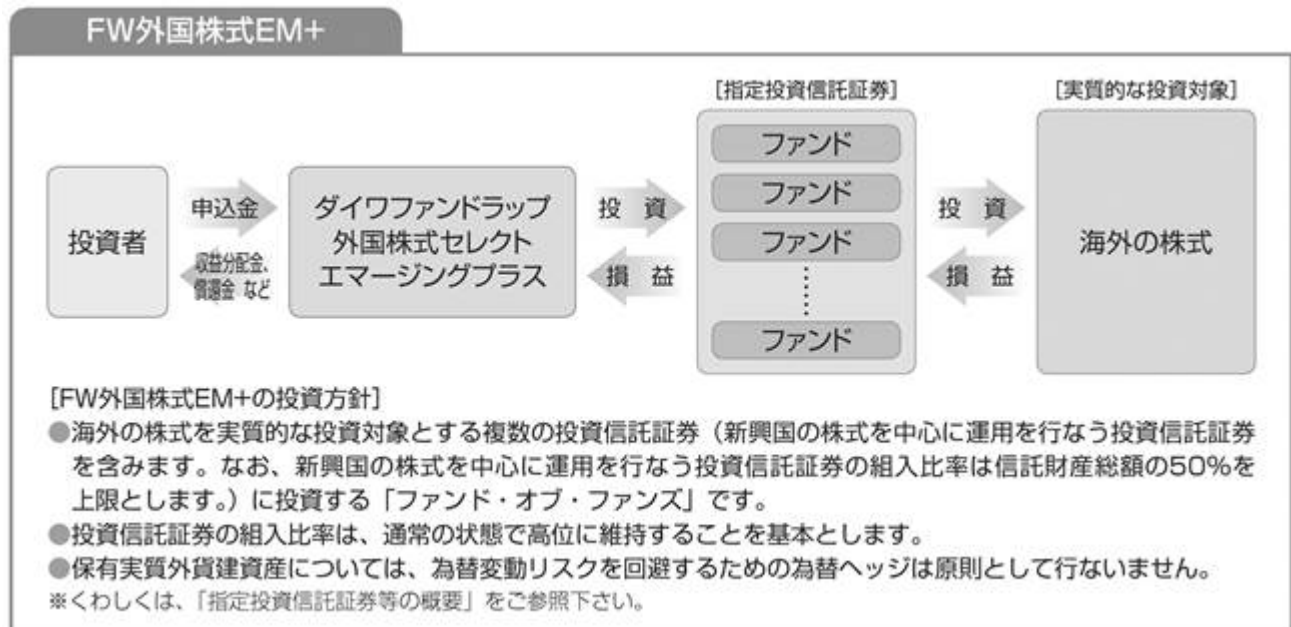 FW外国株式EM+
[指定投資信託証券]
[実質的な投資対象]
投資者
申込金
収益分配金、
償還金 など
ダイワファンドラップ
外国株式セレクト
エマージングプラス
投 資
損 益
ファンド
ファンド
ファンド
ファンド
投 資
損 益
海外の株式
[FW外国株式EM+の投資方針]
●海外の株式を実質的な投資対象とする複数の投資信託証券（新興国の株式を中心に運用を行なう投資信託証券
を含みます。なお、新興国の株式を中心に運用を行なう投資信託証券の組入比率は信託財産総額の50%を
上限とします。）に投資する「ファンド・オブ・ファンズ」です。
●投資信託証券の組入比率は、通常の状態で高位に維持することを基本とします。
●保有実質外貨建資産については、為替変動リスクを回避するための為替ヘッジは原則として行ないません。
※くわしくは、「指定投資信託証券等の概要」をご参照下さい。